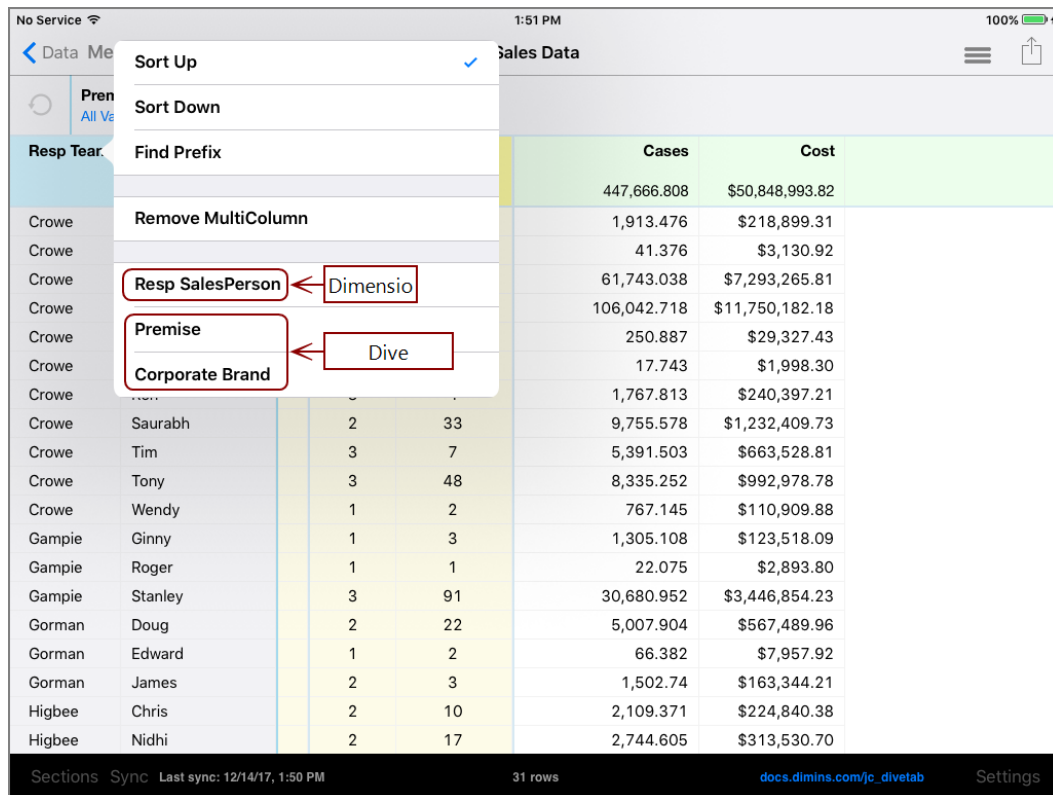 No Service 1:51 PM 100%
Data Me Sales Data
Sort Up
Sort Down
Find Prefix
Remove MultiColumn
Resp SalesPerson Dimensio
Premise
Dive
Corporate Brand
Prem
All Va
Resp Tear Cases Cost
447,666.808 $50,848,993.82
Crowe 1,913.476 $218,899.31
Crowe 41.376 $3,130.92
Crowe 61,743.038 $7,293,265.81
Crowe 106,042.718 $11,750,182.18
Crowe 250.887 $29,327.43
Crowe 17.743 $1,998.30
Crowe 1,767.813 $240,397.21
Crowe Saurabh 2 33 9,755.578 $1,232,409.73
Crowe Tim 3 7 5,391.503 $663,528.81
Crowe Tony 3 48 8,335.252 $992,978.78
Crowe Wendy 1 2 767.145 $110,909.88
Gampie Ginny 1 3 1,305.108 $123,518.09
Gampie Roger 1 1 22.075 $2,893.80
Gampie Stanley 3 91 30,680.952 $3,446,854.23
Gorman Doug 2 22 5,007.904 $567,489.96
Gorman Edward 1 2 66.382 $7,957.92
Gorman James 2 3 1,502.74 $163,344.21
Higbee Chris 2 10 2,109.371 $224,840.38
Higbee Nidhi 2 17 2,744.605 $313,530.70
Sections Sync Last sync: 12/14/17, 1:50 PM 31 rows docs.dimins.com/jc_divetab Settings